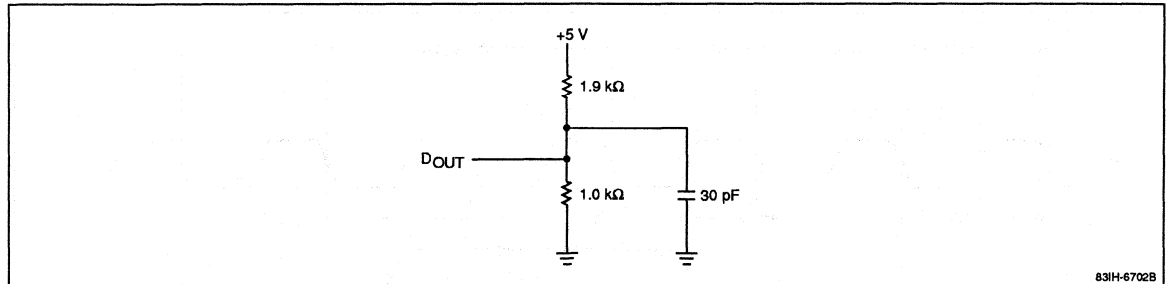 +5 V
1.9 kΩ
DOUT
1.0 kΩ
30 pF
83IH-6702B